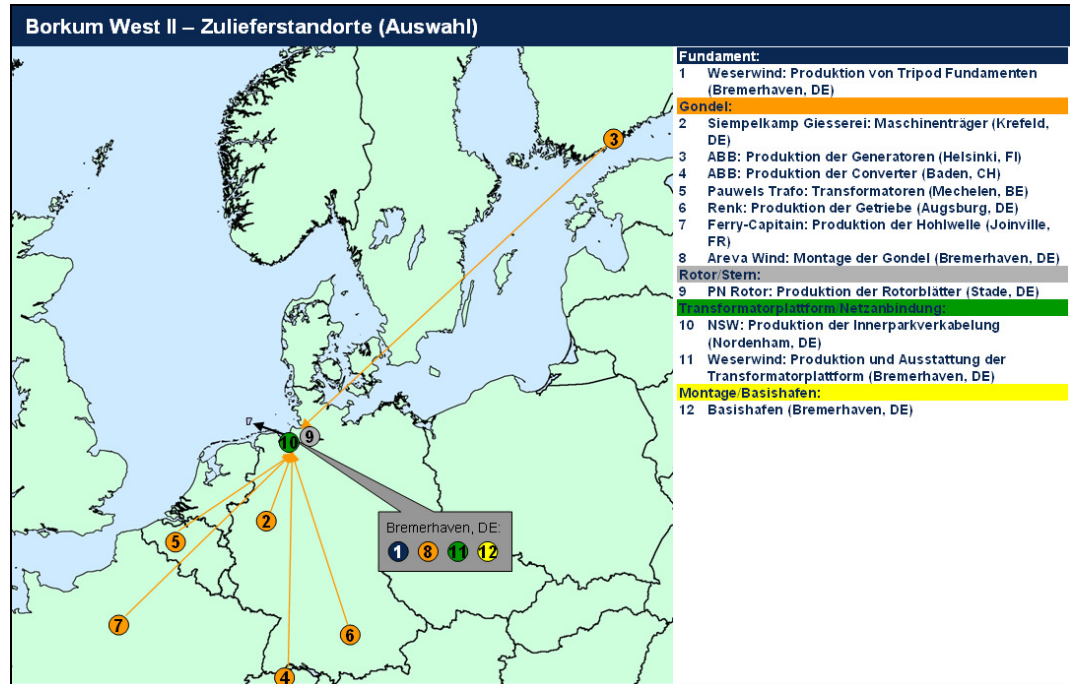 Borkum West II – Zulieferstandorte (Auswahl)
Fundament:
1 Weserwind: Produktion von Tripod Fundamenten
(Bremerhaven, DE)
Gondel:
2 Siempelkamp Giesserei: Maschinenträger (Krefeld,
DE)
3 ABB: Produktion der Generatoren (Helsinki, FI)
4 ABB: Produktion der Converter (Baden, CH)
5 Pauwels Trafo: Transformatoren (Mechelen, BE)
6 Renk: Produktion der Getriebe (Augsburg, DE)
7 Ferry-Capitain: Produktion der Hohlwelle (Joinville,
FR)
8 Areva Wind: Montage der Gondel (Bremerhaven, DE)
Rotor/Stern:
9 PN Rotor: Produktion der Rotorblätter (Stade, DE)
Transformatorplattform/Netzanbindung:
10 NSW: Produktion der Innerparkverkabelung
(Nordenham, DE)
11 Weserwind: Produktion und Ausstattung der
Transformatorplattform (Bremerhaven, DE)
Montage/Basishafen:
12 Basishafen (Bremerhaven, DE)
3
9
10
2
5
7
6
4
Bremerhaven, DE:
1 8 11 12